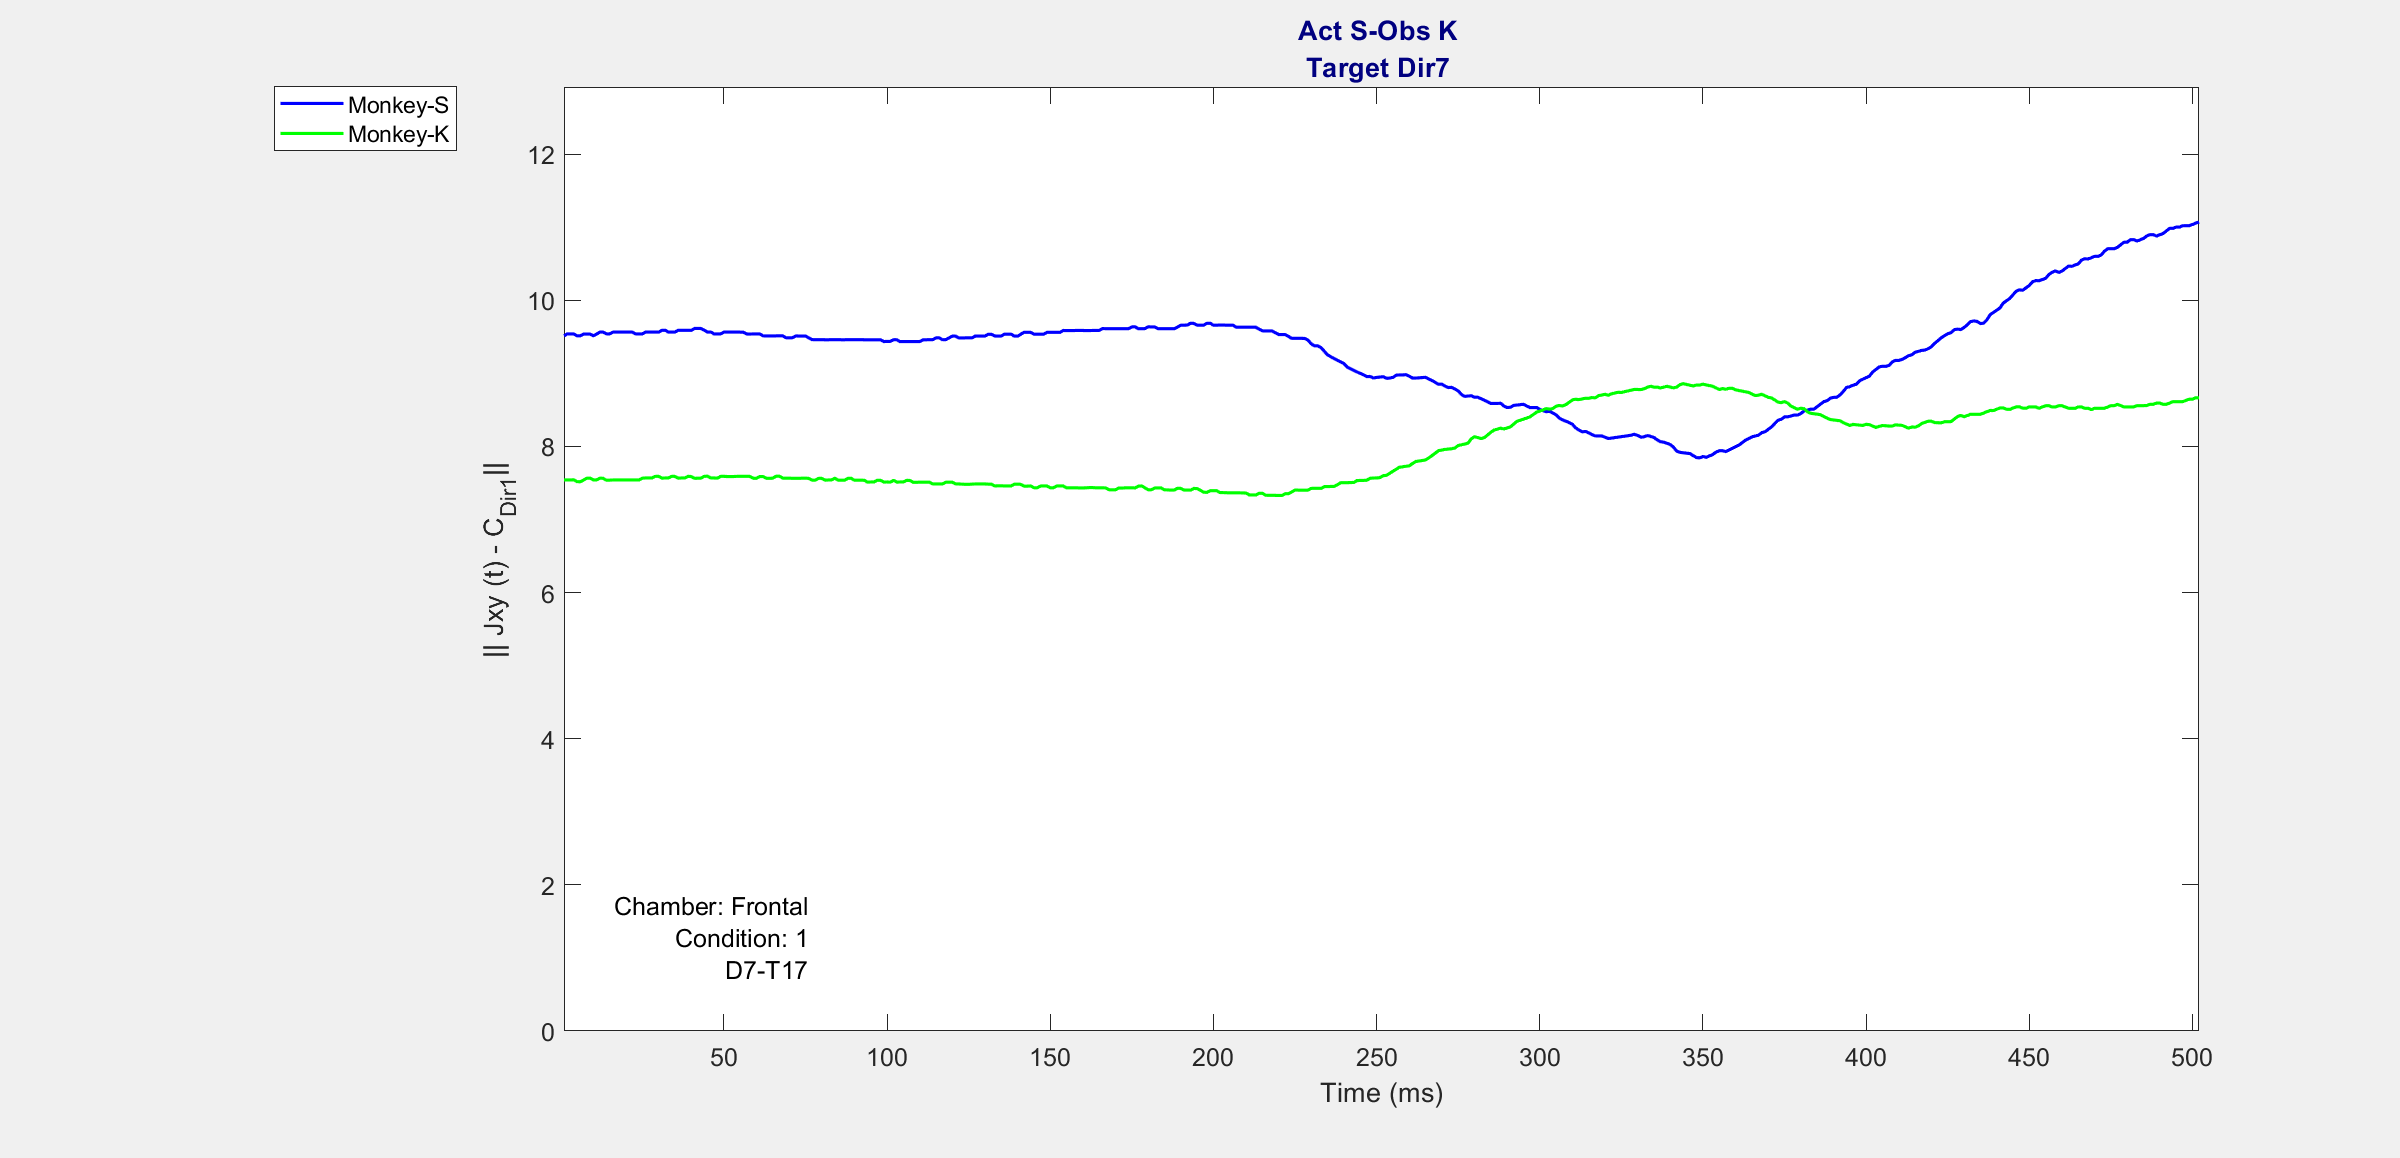 Act S-Obs K
Target Dir7
Monkey-S
Monkey-K
12
10
8
6
4
2
0
|| Jxy (t) - C_Dir1 ||
Chamber: Frontal
Condition: 1
D7-T17
50 100 150 200 250 300 350 400 450 500
Time (ms)